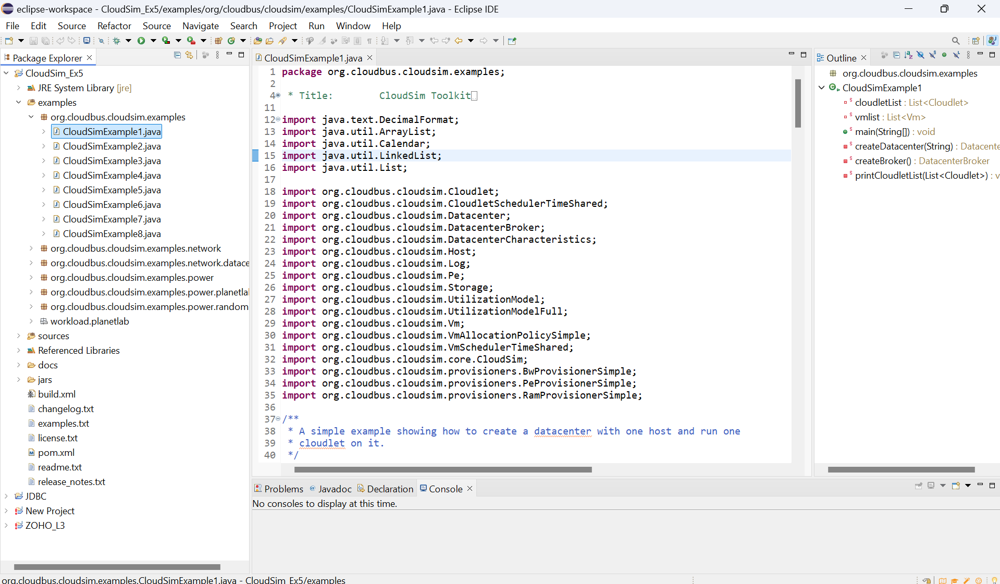 eclipse-workspace - CloudSim_Ex5/examples/org/cloudbus/cloudsim/examples/CloudSimExample1.java - Eclipse IDE
File Edit Source Refactor Source Navigate Search Project Run Window Help
Package Explorer
CloudSim_Ex5
JRE System Library [jre]
examples
org.cloudbus.cloudsim.examples
CloudSimExample1.java
CloudSimExample2.java
CloudSimExample3.java
CloudSimExample4.java
CloudSimExample5.java
CloudSimExample6.java
CloudSimExample7.java
CloudSimExample8.java
org.cloudbus.cloudsim.examples.network
org.cloudbus.cloudsim.examples.network.datace
org.cloudbus.cloudsim.examples.power
org.cloudbus.cloudsim.examples.power.planetla
org.cloudbus.cloudsim.examples.power.random
workload.planetlab
sources
Referenced Libraries
docs
jars
build.xml
changelog.txt
examples.txt
license.txt
pom.xml
readme.txt
release_notes.txt
JDBC
New Project
ZOHO_L3
CloudSimExample1.java
1 package org.cloudbus.cloudsim.examples;
2
4 * Title: CloudSim Toolkit
11
12 import java.text.DecimalFormat;
13 import java.util.ArrayList;
14 import java.util.Calendar;
15 import java.util.LinkedList;
16 import java.util.List;
17
18 import org.cloudbus.cloudsim.Cloudlet;
19 import org.cloudbus.cloudsim.CloudletSchedulerTimeShared;
20 import org.cloudbus.cloudsim.Datacenter;
21 import org.cloudbus.cloudsim.DatacenterBroker;
22 import org.cloudbus.cloudsim.DatacenterCharacteristics;
23 import org.cloudbus.cloudsim.Host;
24 import org.cloudbus.cloudsim.Log;
25 import org.cloudbus.cloudsim.Pe;
26 import org.cloudbus.cloudsim.Storage;
27 import org.cloudbus.cloudsim.UtilizationModel;
28 import org.cloudbus.cloudsim.UtilizationModelFull;
29 import org.cloudbus.cloudsim.Vm;
30 import org.cloudbus.cloudsim.VmAllocationPolicySimple;
31 import org.cloudbus.cloudsim.VmSchedulerTimeShared;
32 import org.cloudbus.cloudsim.core.CloudSim;
33 import org.cloudbus.cloudsim.provisioners.BwProvisionerSimple;
34 import org.cloudbus.cloudsim.provisioners.PeProvisionerSimple;
35 import org.cloudbus.cloudsim.provisioners.RamProvisionerSimple;
36
37 /**
38 * A simple example showing how to create a datacenter with one host and run one
39 * cloudlet on it.
40 */
Outline
org.cloudbus.cloudsim.examples
CloudSimExample1
cloudletList : List<Cloudlet>
vmlist : List<Vm>
main(String[]) : void
createDatacenter(String) : Datacente
createBroker() : DatacenterBroker
printCloudletList(List<Cloudlet>) : v
Problems Javadoc Declaration Console
No consoles to display at this time.
org.cloudbus.cloudsim.examples.CloudSimExample1.java - CloudSim_Ex5/examples